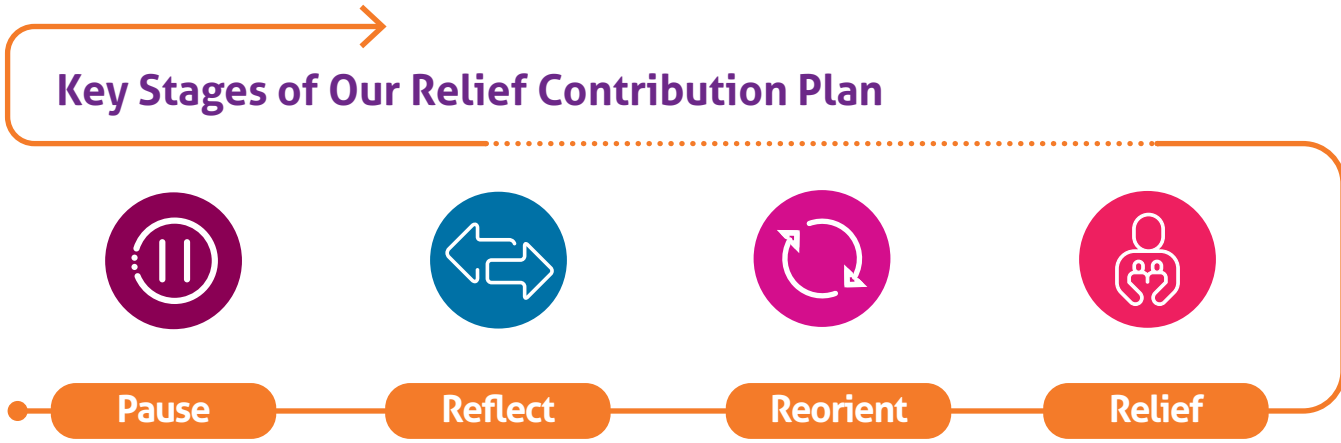 Key Stages of Our Relief Contribution Plan
Pause
Reflect
Reorient
Relief